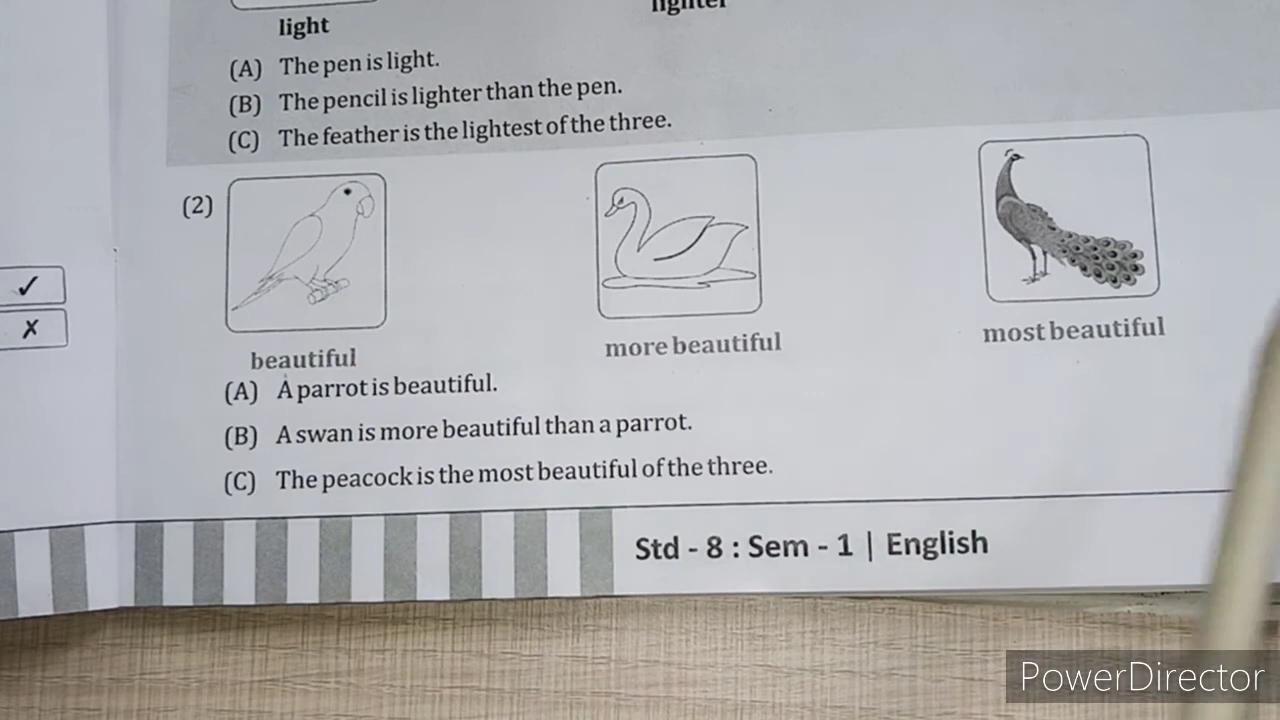 light
lighter
(A) The pen is light.
(B) The pencil is lighter than the pen.
(C) The feather is the lightest of the three.
(2)
beautiful
more beautiful
most beautiful
(A) A parrot is beautiful.
(B) A swan is more beautiful than a parrot.
(C) The peacock is the most beautiful of the three.
✓
✗
Std - 8 : Sem - 1 | English
PowerDirector